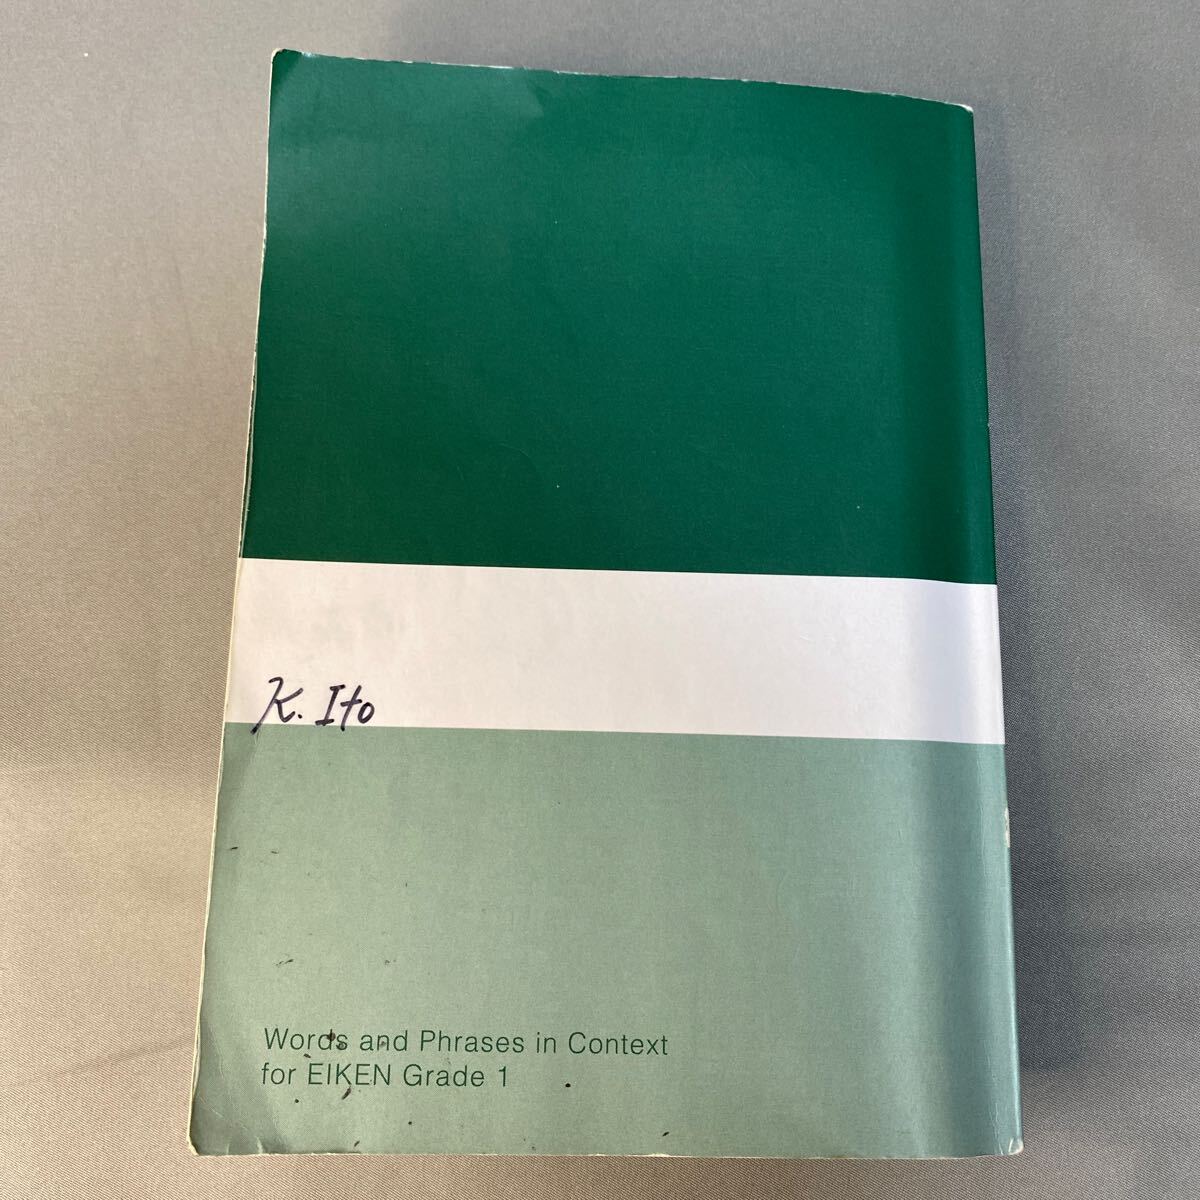 K. Ito
Words and Phrases in Context
for EIKEN Grade 1